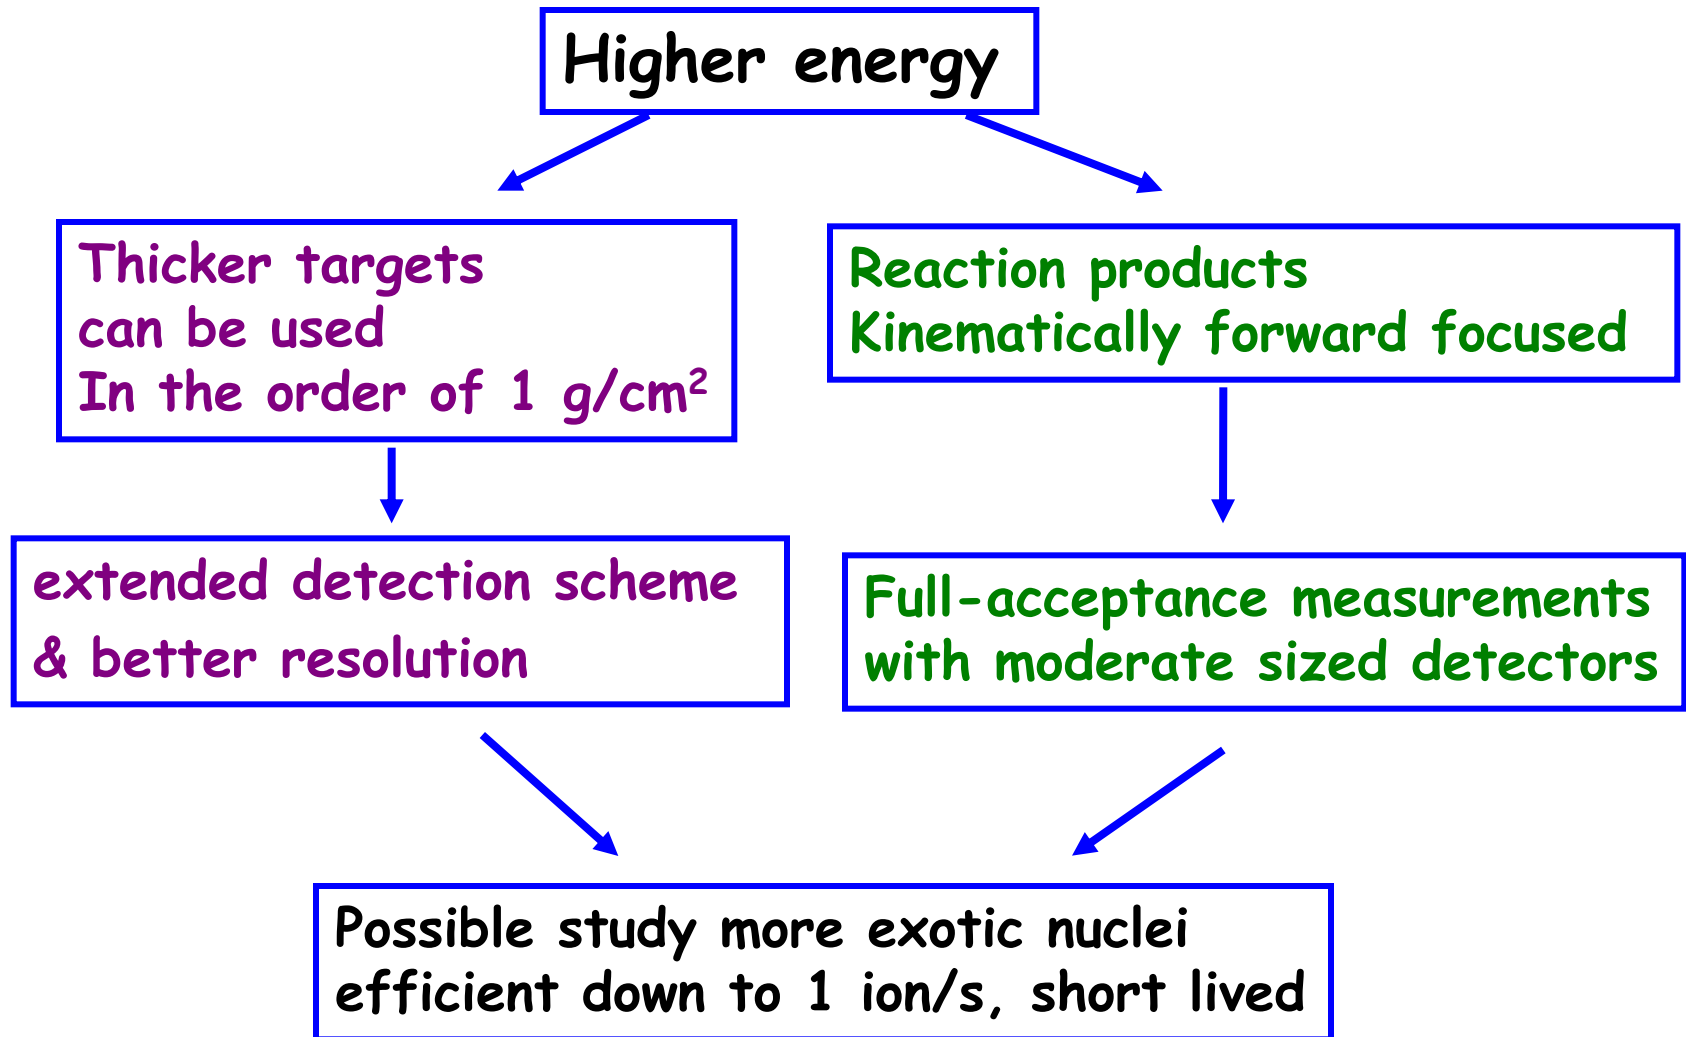 Higher energy
Thicker targets
can be used
In the order of 1 g/cm²
Reaction products
Kinematically forward focused
extended detection scheme
& better resolution
Full-acceptance measurements
with moderate sized detectors
Possible study more exotic nuclei
efficient down to 1 ion/s, short lived